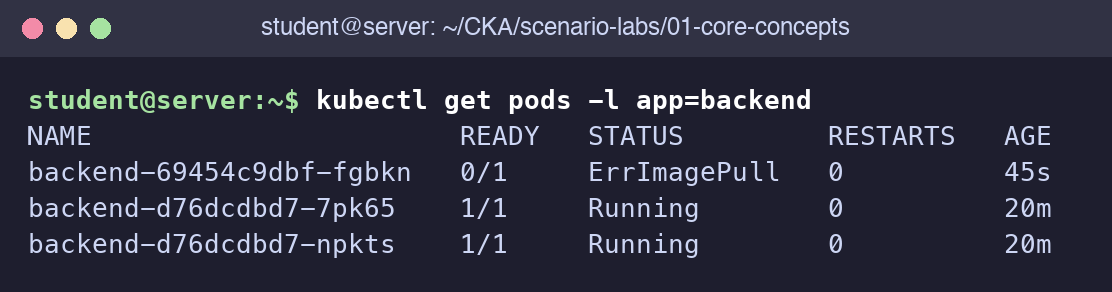 student@server: ~/CKA/scenario-labs/01-core-concepts
student@server:~$ kubectl get pods -l app=backend
NAME                       READY   STATUS         RESTARTS   AGE
backend-69454c9dbf-fgbkn   0/1     ErrImagePull   0          45s
backend-d76dcdbd7-7pk65    1/1     Running        0          20m
backend-d76dcdbd7-npkts    1/1     Running        0          20m